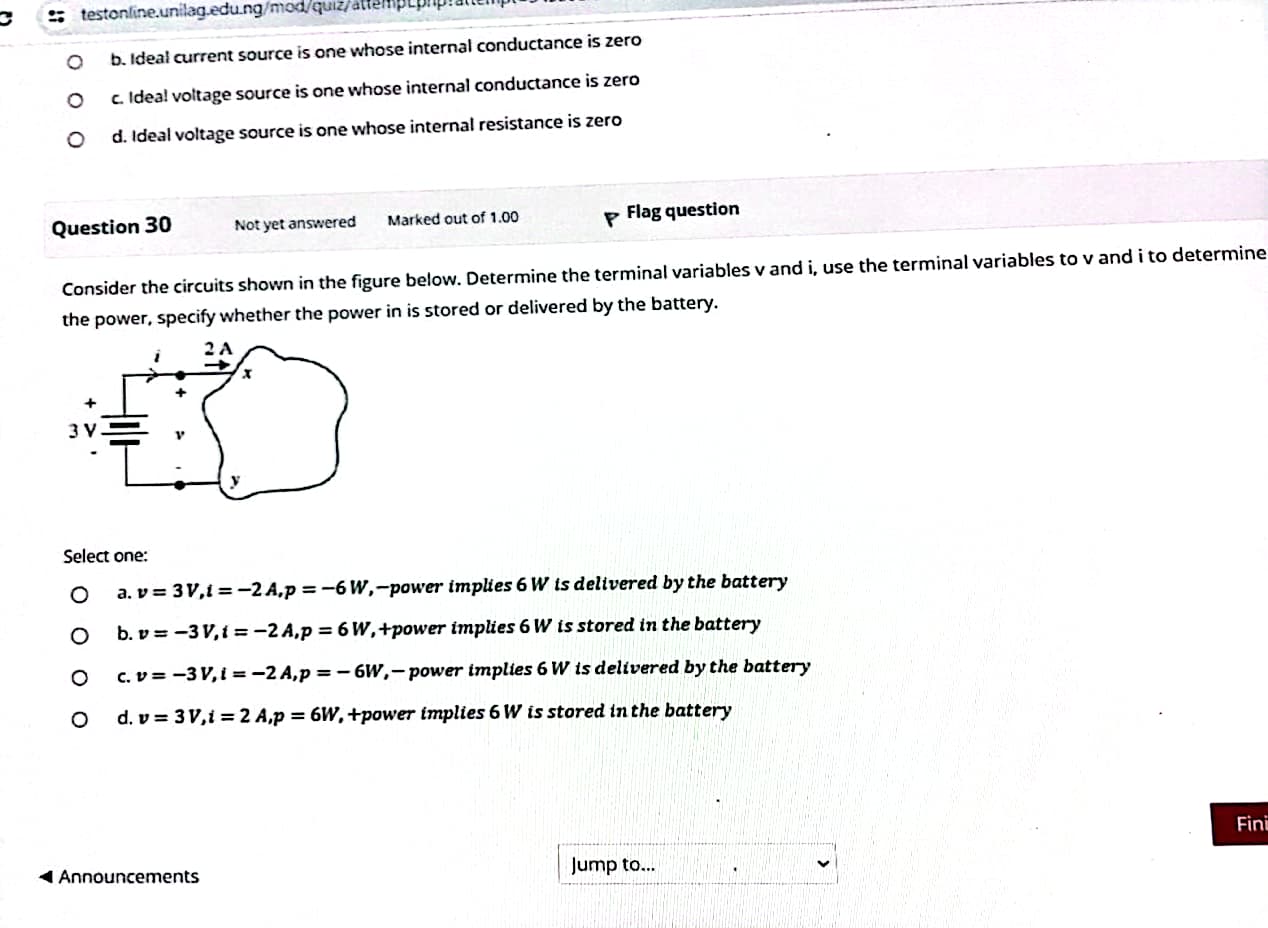 testonline.unilag.edu.ng/mod/quiz/attempt.php?attempt=
b. Ideal current source is one whose internal conductance is zero
c. Ideal voltage source is one whose internal conductance is zero
d. Ideal voltage source is one whose internal resistance is zero
Question 30 Not yet answered Marked out of 1.00 Flag question
Consider the circuits shown in the figure below. Determine the terminal variables v and i, use the terminal variables to v and i to determine
the power, specify whether the power in is stored or delivered by the battery.
i 2 A
x
+ +
3 V v
- -
y
Select one:
a. v = 3 V, i = −2 A, p = −6 W, −power implies 6 W is delivered by the battery
b. v = −3 V, i = −2 A, p = 6 W, +power implies 6 W is stored in the battery
c. v = −3 V, i = −2 A, p = − 6W, − power implies 6 W is delivered by the battery
d. v = 3 V, i = 2 A, p = 6W, +power implies 6 W is stored in the battery
Fini
Jump to...
◄ Announcements